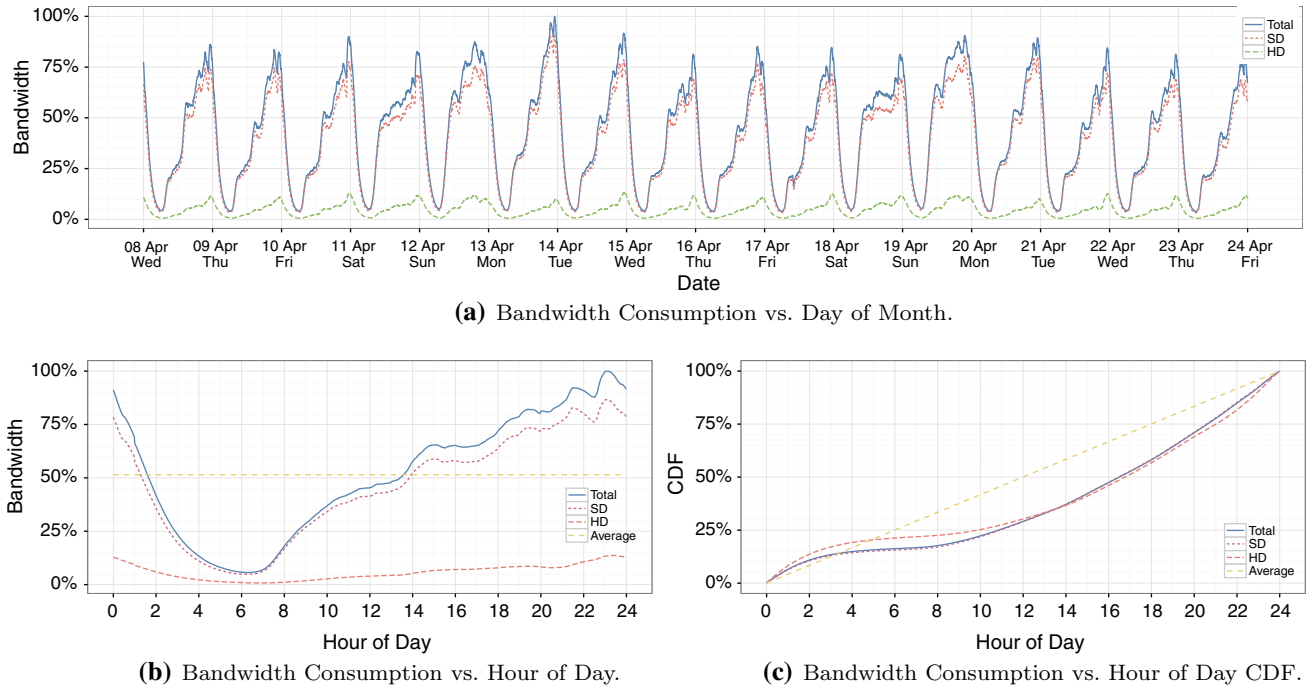 100%
75%
50%
25%
0%
Bandwidth
Total
SD
HD
08 Apr 09 Apr 10 Apr 11 Apr 12 Apr 13 Apr 14 Apr 15 Apr 16 Apr 17 Apr 18 Apr 19 Apr 20 Apr 21 Apr 22 Apr 23 Apr 24 Apr
Wed Thu Fri Sat Sun Mon Tue Wed Thu Fri Sat Sun Mon Tue Wed Thu Fri
Date
(a) Bandwidth Consumption vs. Day of Month.
100%
75%
50%
25%
0%
Bandwidth
Total
SD
HD
Average
0 2 4 6 8 10 12 14 16 18 20 22 24
Hour of Day
(b) Bandwidth Consumption vs. Hour of Day.
100%
75%
50%
25%
0%
CDF
Total
SD
HD
Average
0 2 4 6 8 10 12 14 16 18 20 22 24
Hour of Day
(c) Bandwidth Consumption vs. Hour of Day CDF.